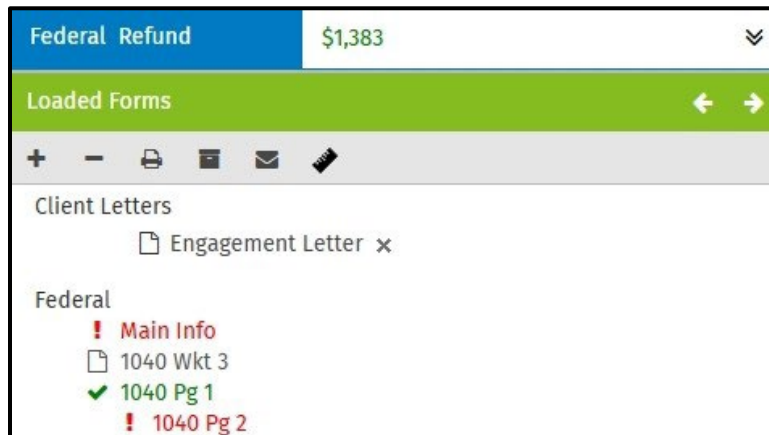 Federal Refund $1,383
Loaded Forms
Client Letters
Engagement Letter
Federal
Main Info
1040 Wkt 3
1040 Pg 1
1040 Pg 2